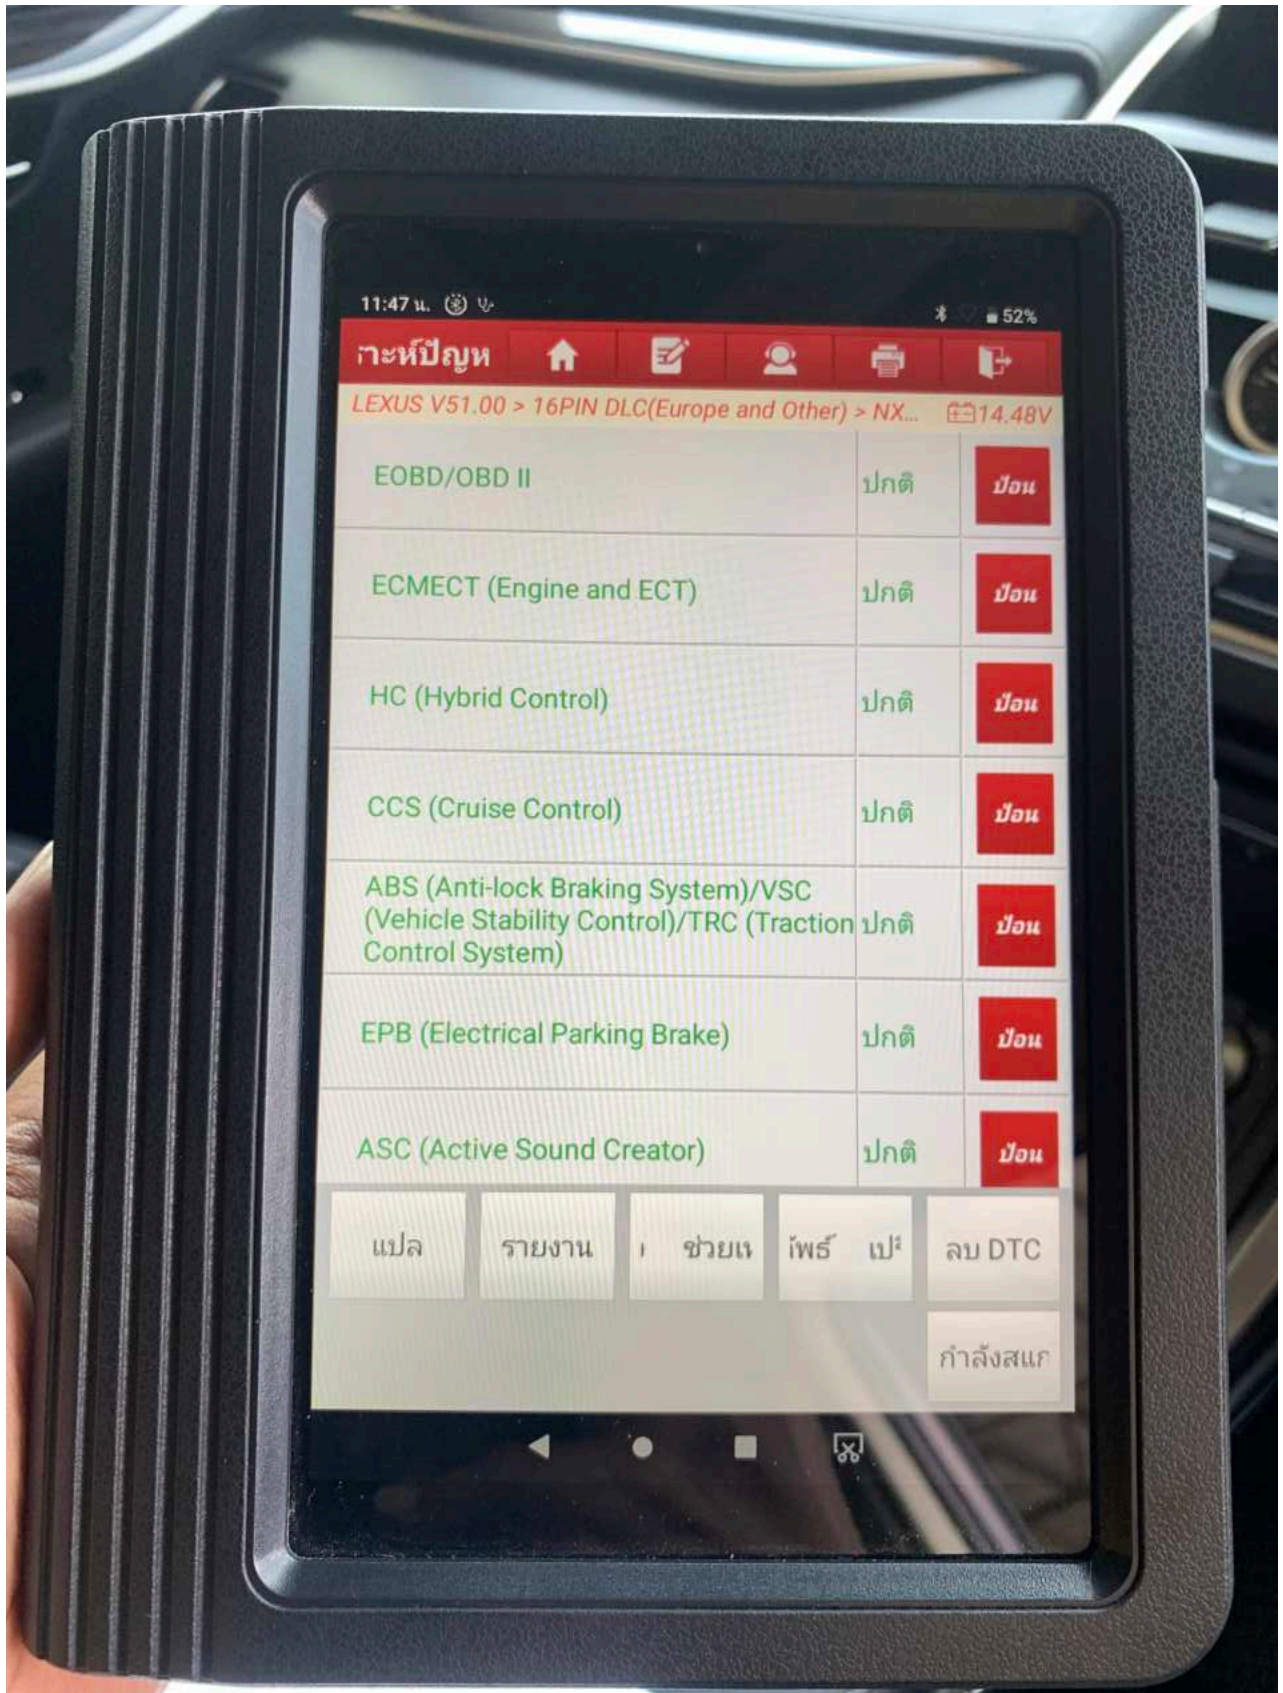 11:47 น.
52%
าะห์ปัญห
LEXUS V51.00 > 16PIN DLC(Europe and Other) > NX... 14.48V
EOBD/OBD II ปกติ ป้อน
ECMECT (Engine and ECT) ปกติ ป้อน
HC (Hybrid Control) ปกติ ป้อน
CCS (Cruise Control) ปกติ ป้อน
ABS (Anti-lock Braking System)/VSC
(Vehicle Stability Control)/TRC (Traction ปกติ ป้อน
Control System)
EPB (Electrical Parking Brake) ปกติ ป้อน
ASC (Active Sound Creator) ปกติ ป้อน
แปล รายงาน ช่วยเห ลบ DTC
กำลังสแก